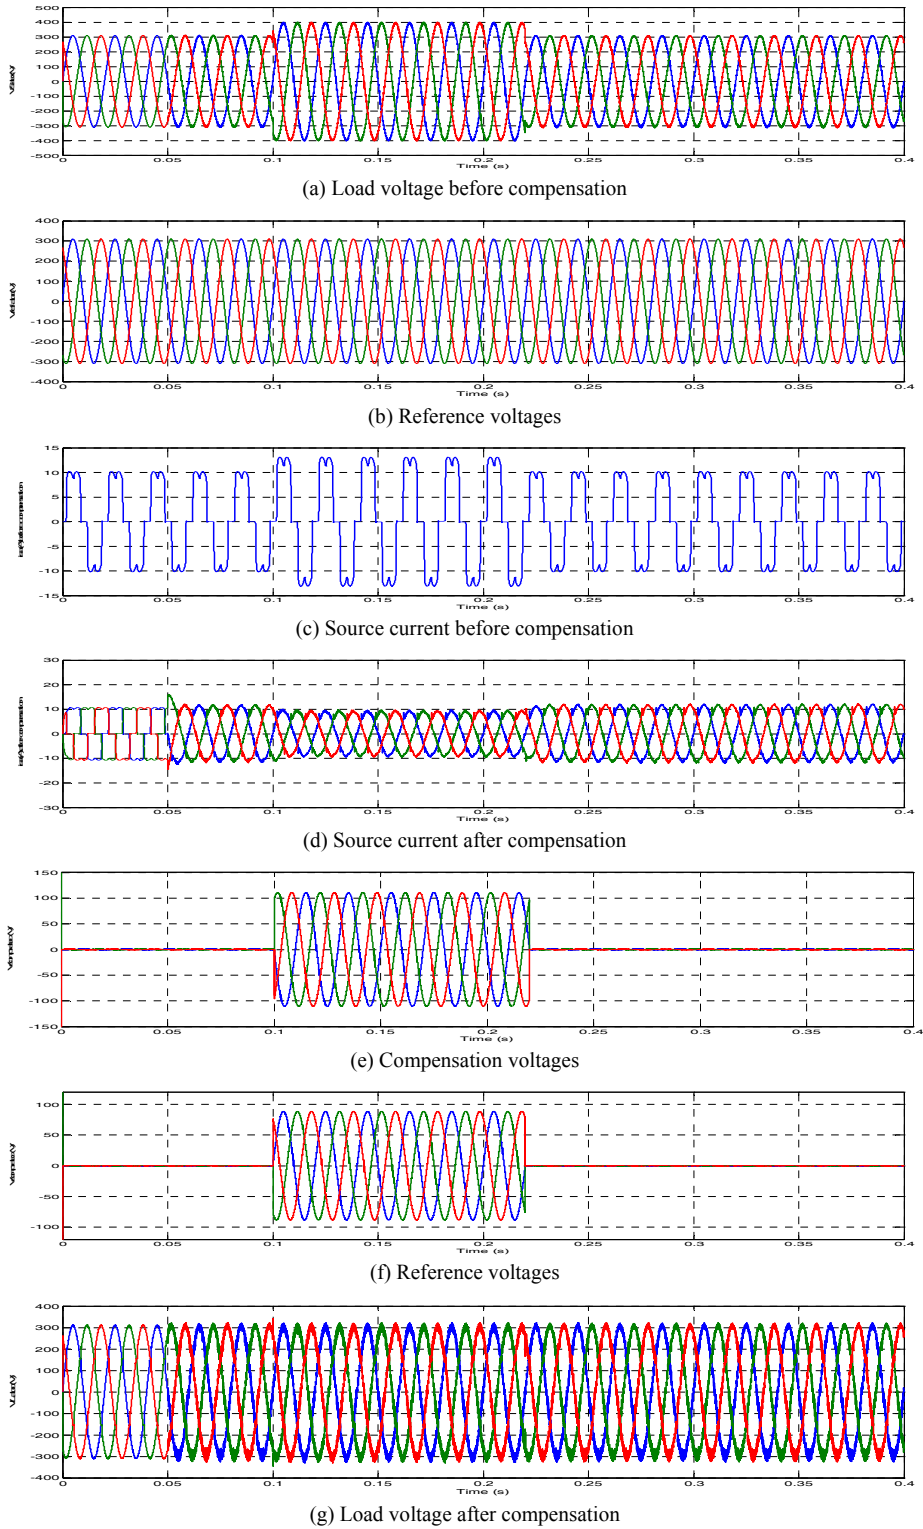 500
400
300
200
100
0
-100
-200
-300
-400
-500
0 0.05 0.1 0.15 0.2 0.25 0.3 0.35 0.4
Time (s)
(a) Load voltage before compensation
400
300
200
100
0
-100
-200
-300
-400
0 0.05 0.1 0.15 0.2 0.25 0.3 0.35 0.4
Time (s)
(b) Reference voltages
15
10
5
0
-5
-10
-15
0 0.05 0.1 0.15 0.2 0.25 0.3 0.35 0.4
Time (s)
(c) Source current before compensation
30
20
10
0
-10
-20
-30
0 0.05 0.1 0.15 0.2 0.25 0.3 0.35 0.4
Time (s)
(d) Source current after compensation
150
100
50
0
-50
-100
-150
0 0.05 0.1 0.15 0.2 0.25 0.3 0.35 0.4
Time (s)
(e) Compensation voltages
100
50
0
-50
-100
0 0.05 0.1 0.15 0.2 0.25 0.3 0.35 0.4
Time (s)
(f) Reference voltages
400
300
200
100
0
-100
-200
-300
-400
0 0.05 0.1 0.15 0.2 0.25 0.3 0.35 0.4
Time (s)
(g) Load voltage after compensation